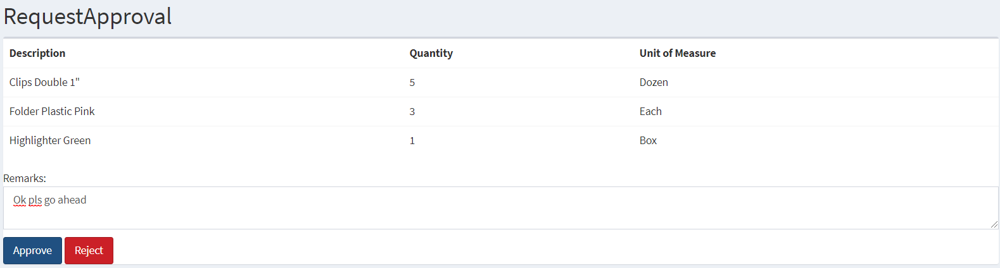 RequestApproval
Description Quantity Unit of Measure
Clips Double 1" 5 Dozen
Folder Plastic Pink 3 Each
Highlighter Green 1 Box
Remarks:
Ok pls go ahead
Approve Reject